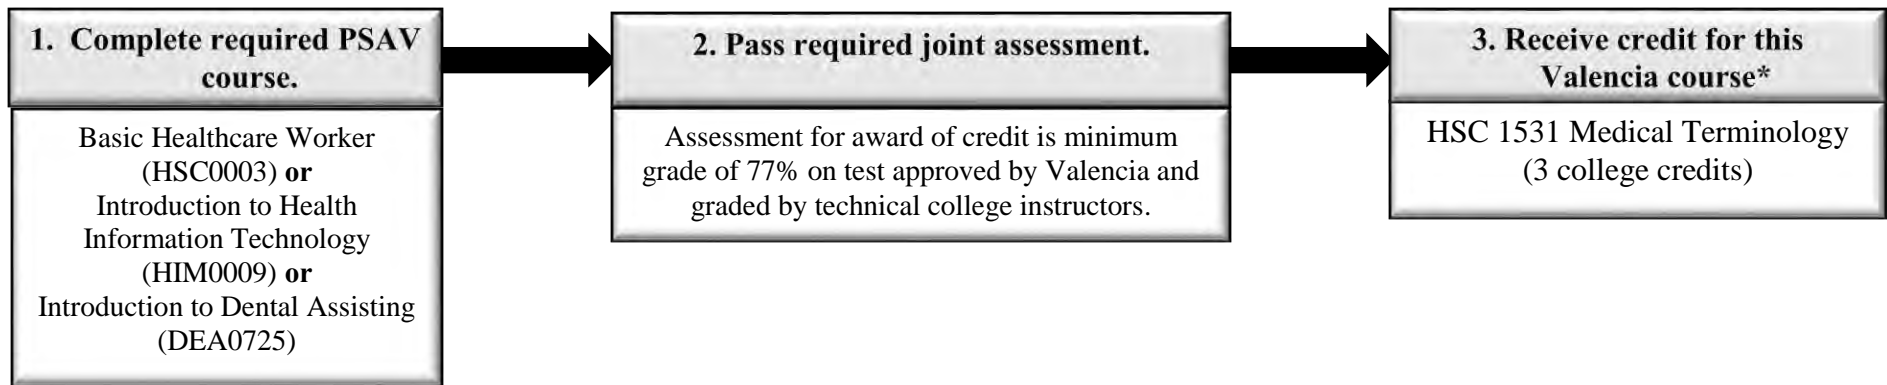 1. Complete required PSAV
course.
Basic Healthcare Worker
(HSC0003) or
Introduction to Health
Information Technology
(HIM0009) or
Introduction to Dental Assisting
(DEA0725)
2. Pass required joint assessment.
Assessment for award of credit is minimum
grade of 77% on test approved by Valencia and
graded by technical college instructors.
3. Receive credit for this
Valencia course*
HSC 1531 Medical Terminology
(3 college credits)